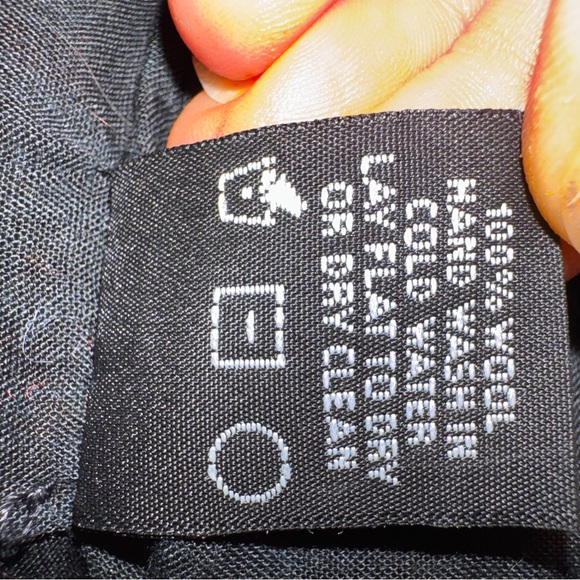 100% WOOL
HAND WASH IN
COLD WATER
LAY FLAT TO DRY
OR DRY CLEAN